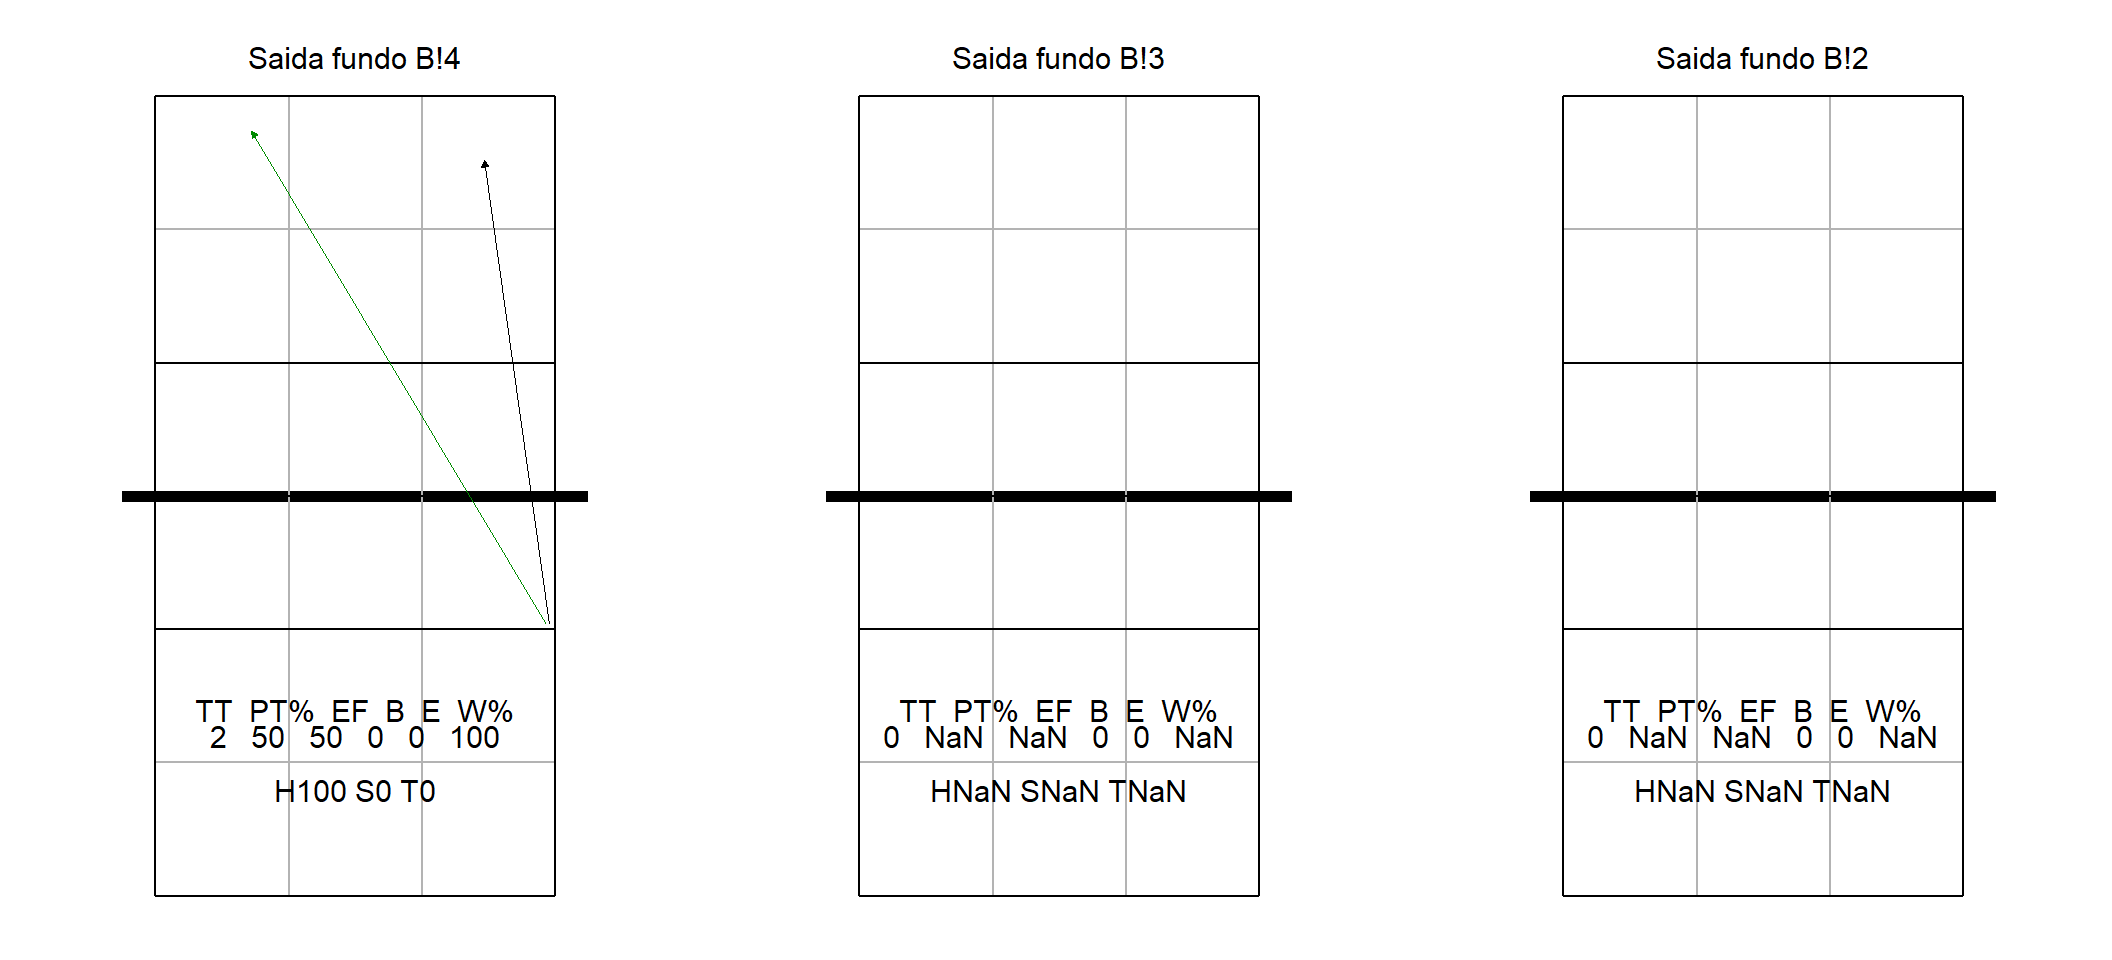 Saida fundo B!4
TT PT% EF B E W%
2 50 50 0 0 100
H100 S0 T0
Saida fundo B!3
TT PT% EF B E W%
0 NaN NaN 0 0 NaN
HNaN SNaN TNaN
Saida fundo B!2
TT PT% EF B E W%
0 NaN NaN 0 0 NaN
HNaN SNaN TNaN